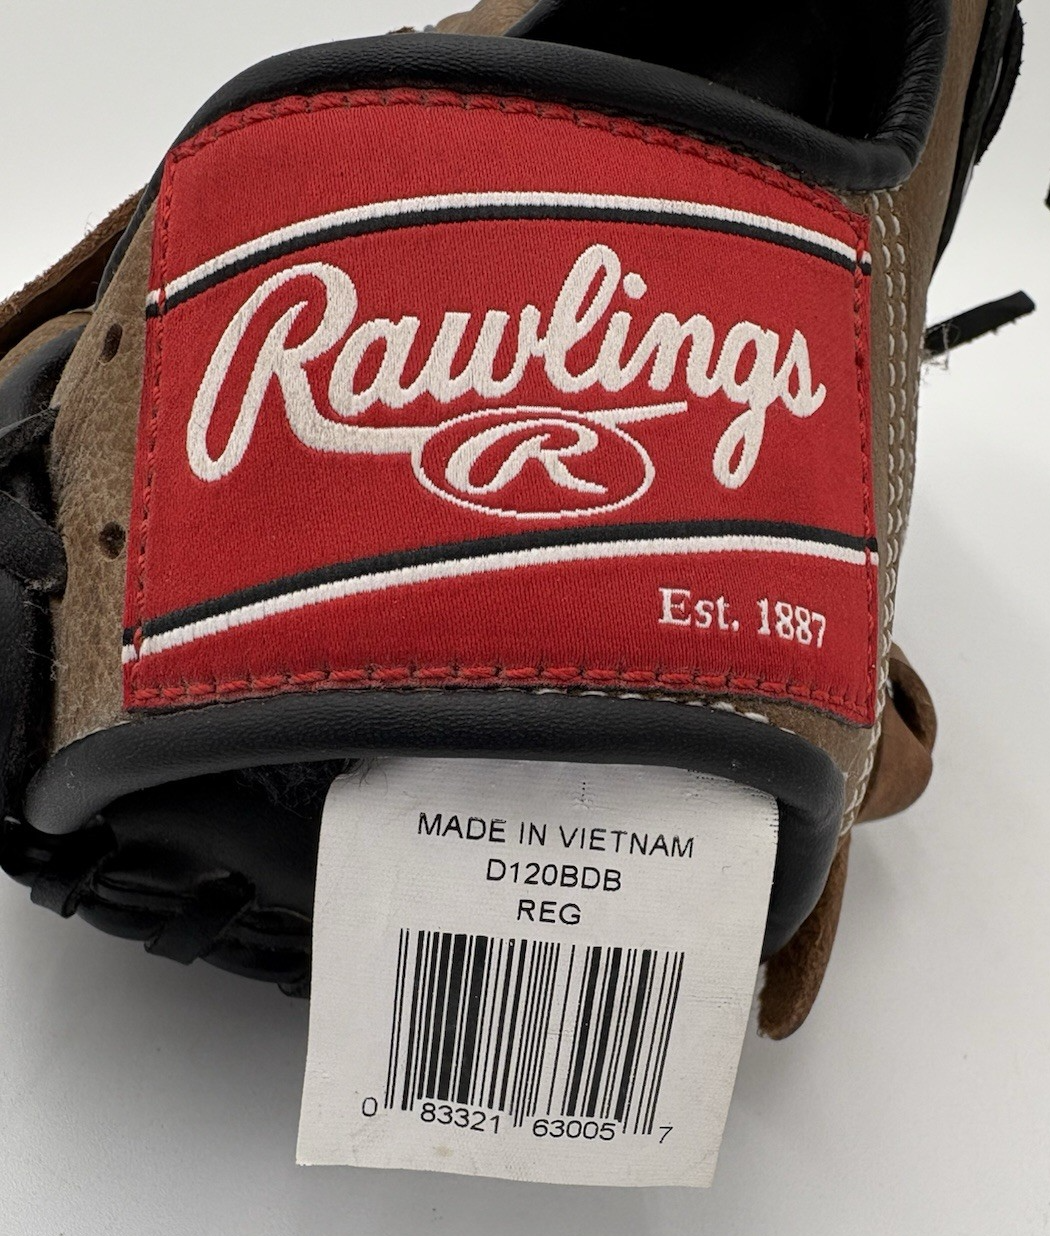 Rawlings
R
Est. 1887
MADE IN VIETNAM
D120BDB
REG
0 83321 63005 7